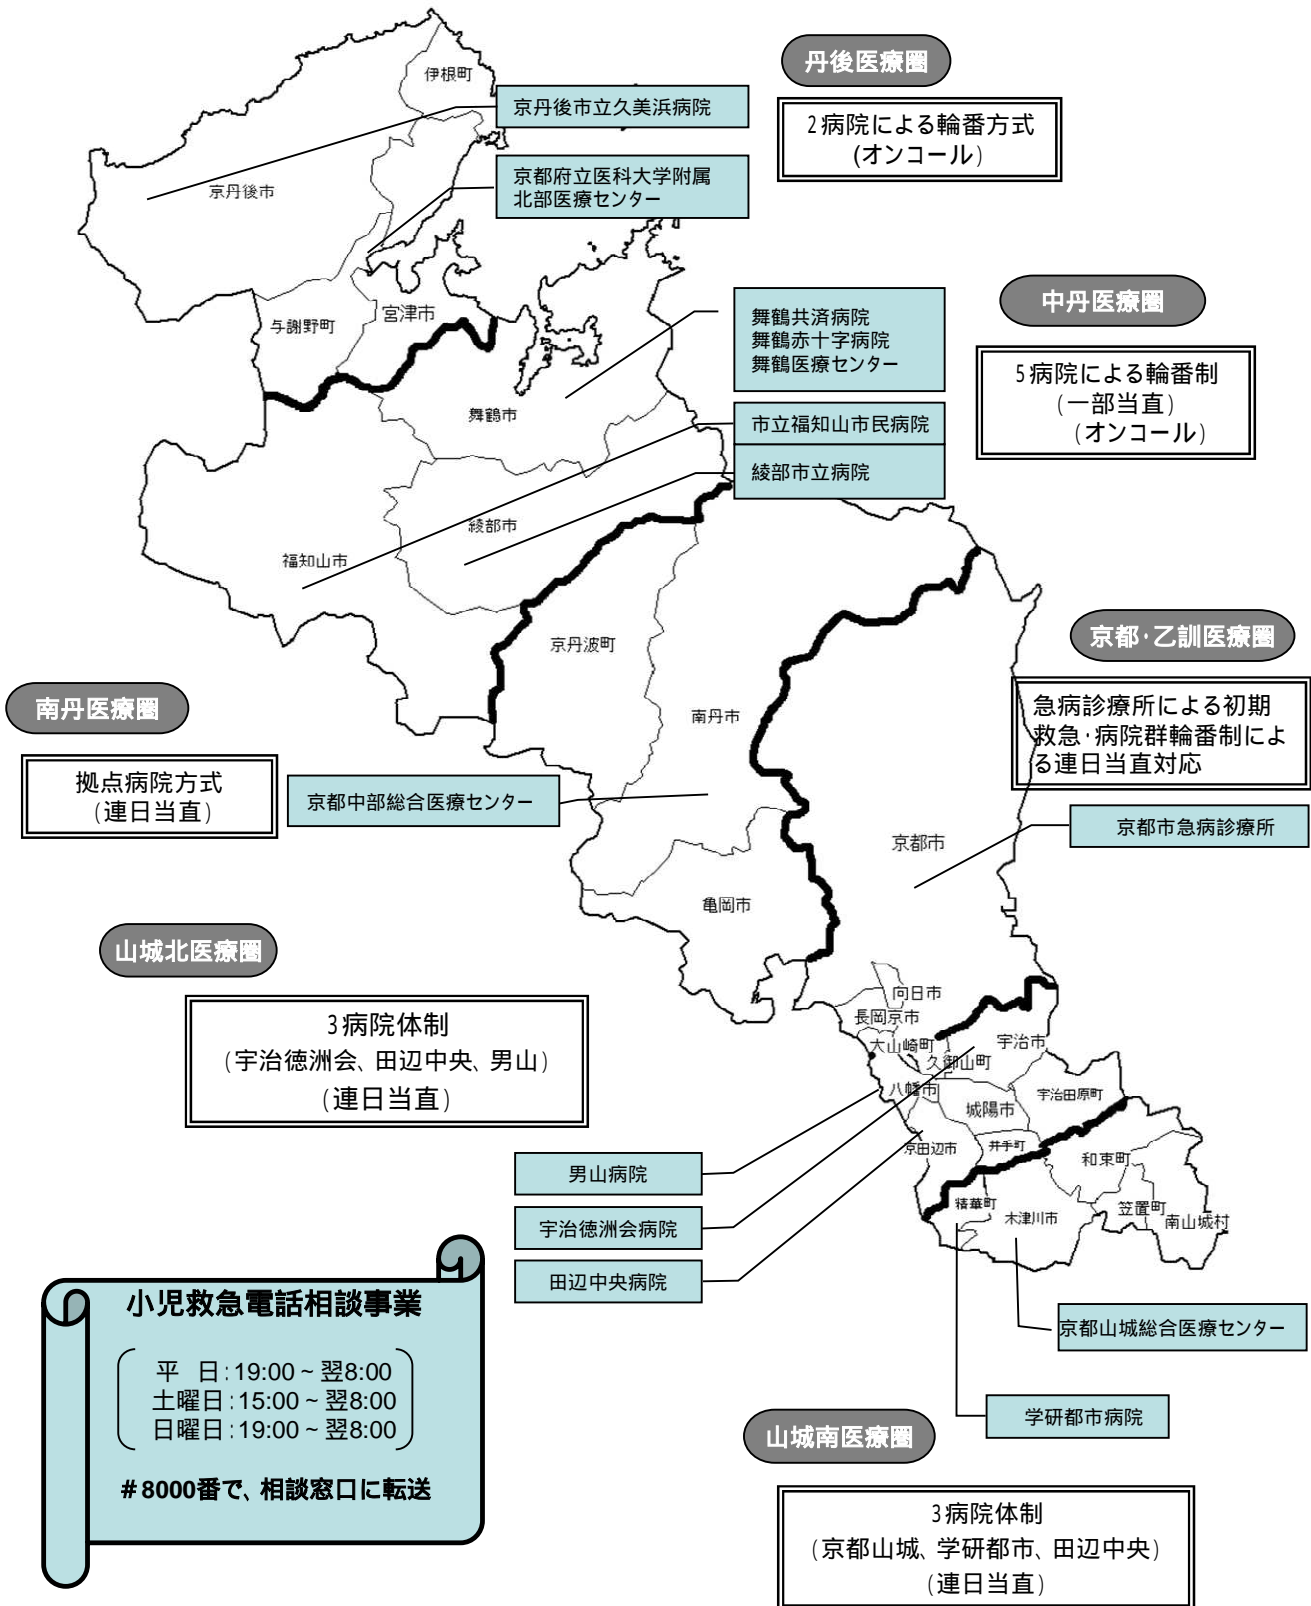 丹後医療圏
2病院による輪番方式
(オンコール)
伊根町
京丹後市立久美浜病院
京都府立医科大学附属
北部医療センター
京丹後市
与謝野町
宮津市
中丹医療圏
5病院による輪番制
(一部当直)
(オンコール)
舞鶴共済病院
舞鶴赤十字病院
舞鶴医療センター
市立福知山市民病院
綾部市立病院
舞鶴市
綾部市
福知山市
京丹波町
南丹市
京都・乙訓医療圏
急病診療所による初期
救急・病院群輪番制によ
る連日当直対応
京都市急病診療所
京都市
南丹医療圏
拠点病院方式
(連日当直)
京都中部総合医療センター
亀岡市
山城北医療圏
3病院体制
(宇治徳洲会、田辺中央、男山)
(連日当直)
向日市
長岡京市
大山崎町
久御山町
宇治市
八幡市
城陽市
宇治田原町
京田辺市
井手町
和束町
精華町
木津川市
笠置町
南山城村
男山病院
宇治徳洲会病院
田辺中央病院
京都山城総合医療センター
学研都市病院
小児救急電話相談事業
平 日:19:00~翌8:00
土曜日:15:00~翌8:00
日曜日:19:00~翌8:00
#8000番で、相談窓口に転送
山城南医療圏
3病院体制
(京都山城、学研都市、田辺中央)
(連日当直)